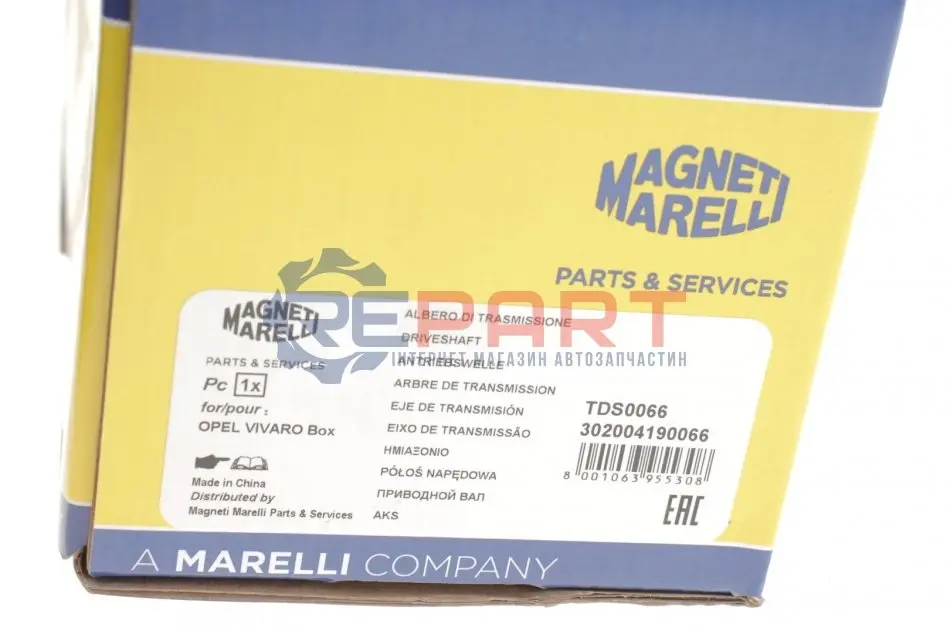 MAGNETI
MARELLI
PARTS & SERVICES
MAGNETI
MARELLI
PARTS & SERVICES
Pc 1x
for/pour :
OPEL VIVARO Box
Made in China
Distributed by
Magneti Marelli Parts & Services
ALBERO DI TRASMISSIONE
DRIVESHAFT
ANTRIEBSWELLE
ARBRE DE TRANSMISSION
EJE DE TRANSMISIÓN
EIXO DE TRANSMISSÃO
ΗΜΙΑΞΟΝΙΟ
PÓŁOŚ NAPĘDOWA
ПРИВОДНОЙ ВАЛ
AKS
TDS0066
302004190066
8 001063 955308
EAC
REPART
ІНТЕРНЕТ МАГАЗИН АВТОЗАПЧАСТИН
A MARELLI COMPANY